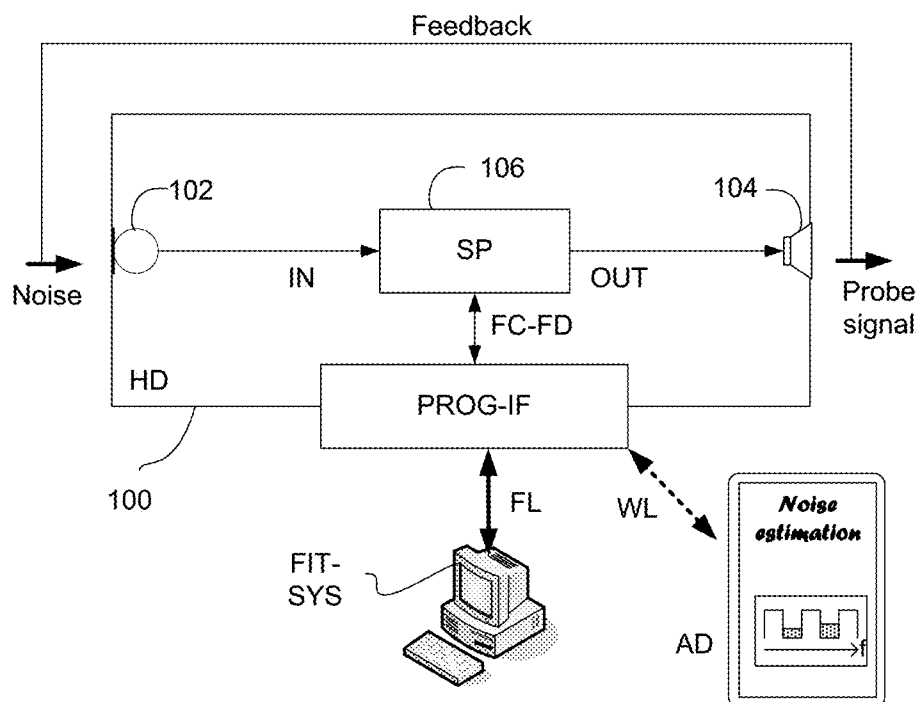 Feedback
106
102
104
SP
IN
OUT
Noise
Probe
signal
FC-FD
HD
PROG-IF
100
FL
WL
Noise
estimation
FIT-
SYS
AD
f